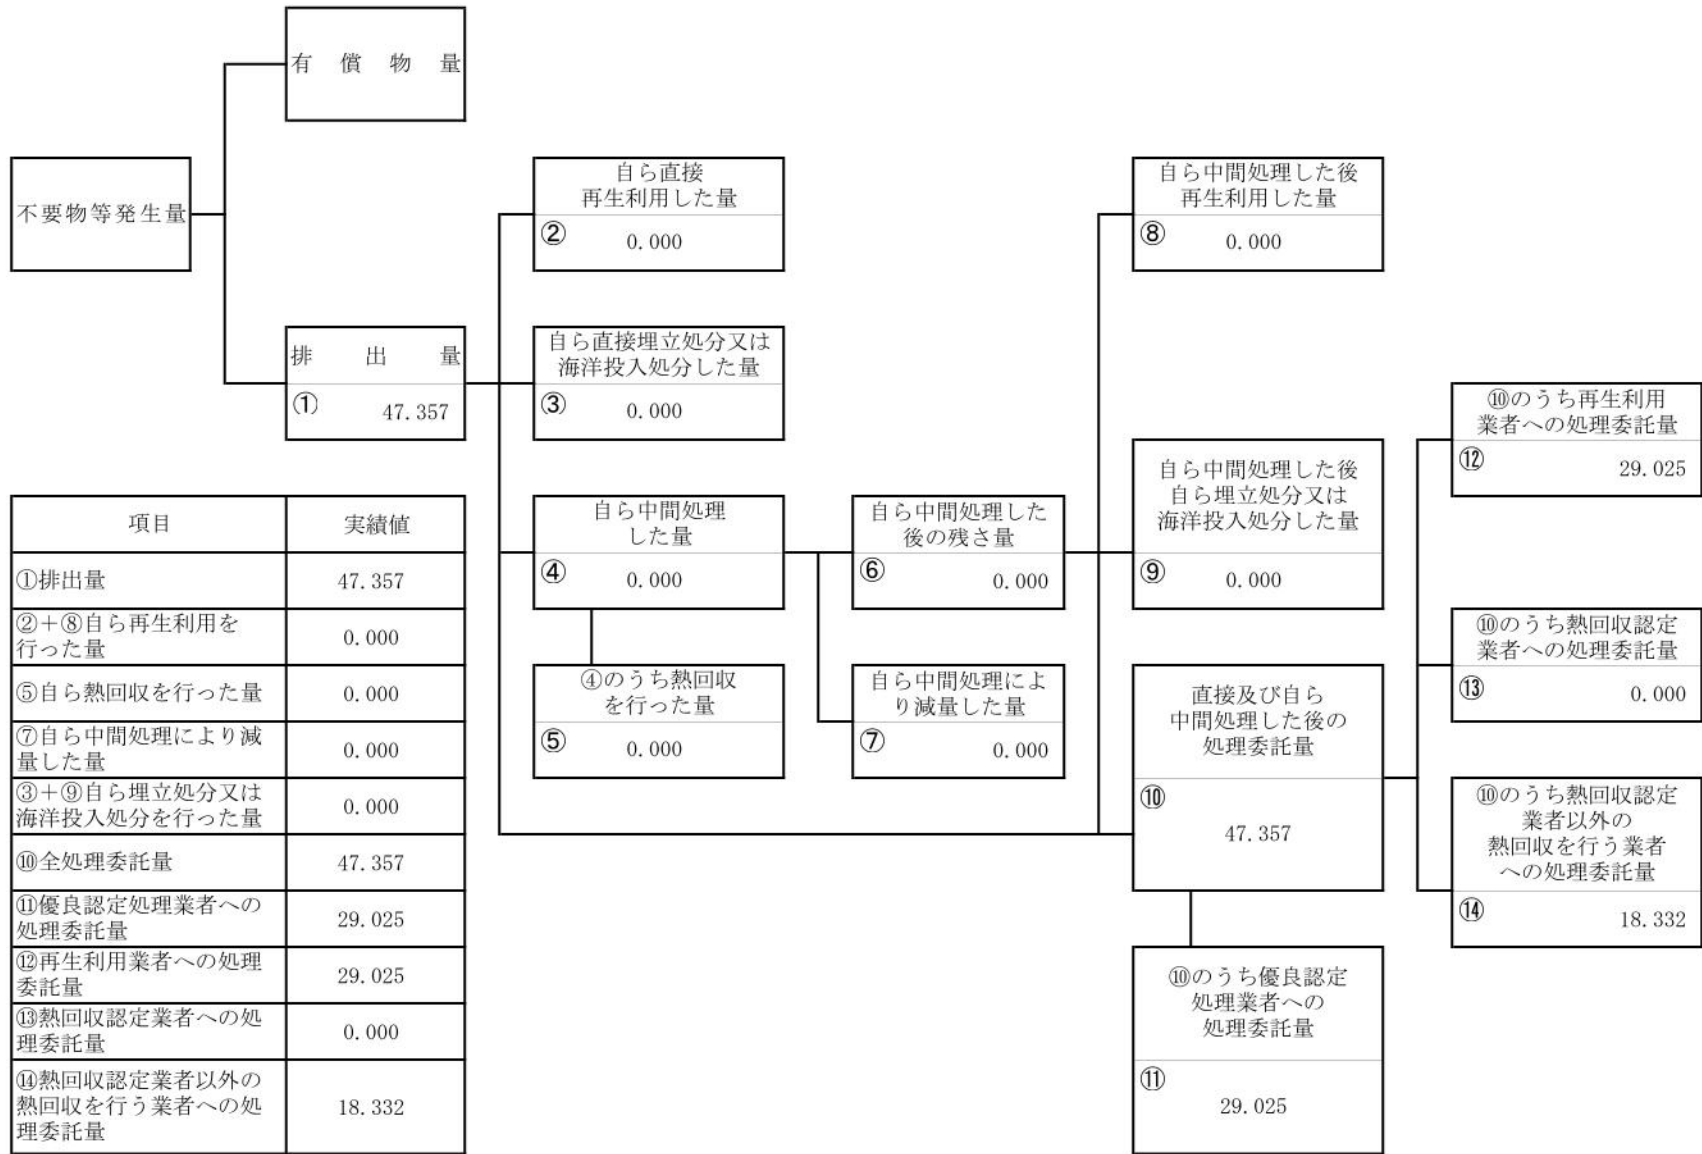 有償物量
不要物等発生量
排出量
① 47.357
自ら直接
再生利用した量
② 0.000
自ら直接埋立処分又は
海洋投入処分した量
③ 0.000
自ら中間処理
した量
④ 0.000
④のうち熱回収
を行った量
⑤ 0.000
自ら中間処理した
後の残さ量
⑥ 0.000
自ら中間処理によ
り減量した量
⑦ 0.000
自ら中間処理した後
再生利用した量
⑧ 0.000
自ら中間処理した後
自ら埋立処分又は
海洋投入処分した量
⑨ 0.000
直接及び自ら
中間処理した後の
処理委託量
⑩
47.357
⑩のうち優良認定
処理業者への
処理委託量
⑪
29.025
⑩のうち再生利用
業者への処理委託量
⑫ 29.025
⑩のうち熱回収認定
業者への処理委託量
⑬ 0.000
⑩のうち熱回収認定
業者以外の
熱回収を行う業者
への処理委託量
⑭ 18.332
項目 実績値
①排出量 47.357
②+⑧自ら再生利用を
行った量 0.000
⑤自ら熱回収を行った量 0.000
⑦自ら中間処理により減
量した量 0.000
③+⑨自ら埋立処分又は
海洋投入処分を行った量 0.000
⑩全処理委託量 47.357
⑪優良認定処理業者への
処理委託量 29.025
⑫再生利用業者への処理
委託量 29.025
⑬熱回収認定業者への処
理委託量 0.000
⑭熱回収認定業者以外の
熱回収を行う業者への処
理委託量 18.332